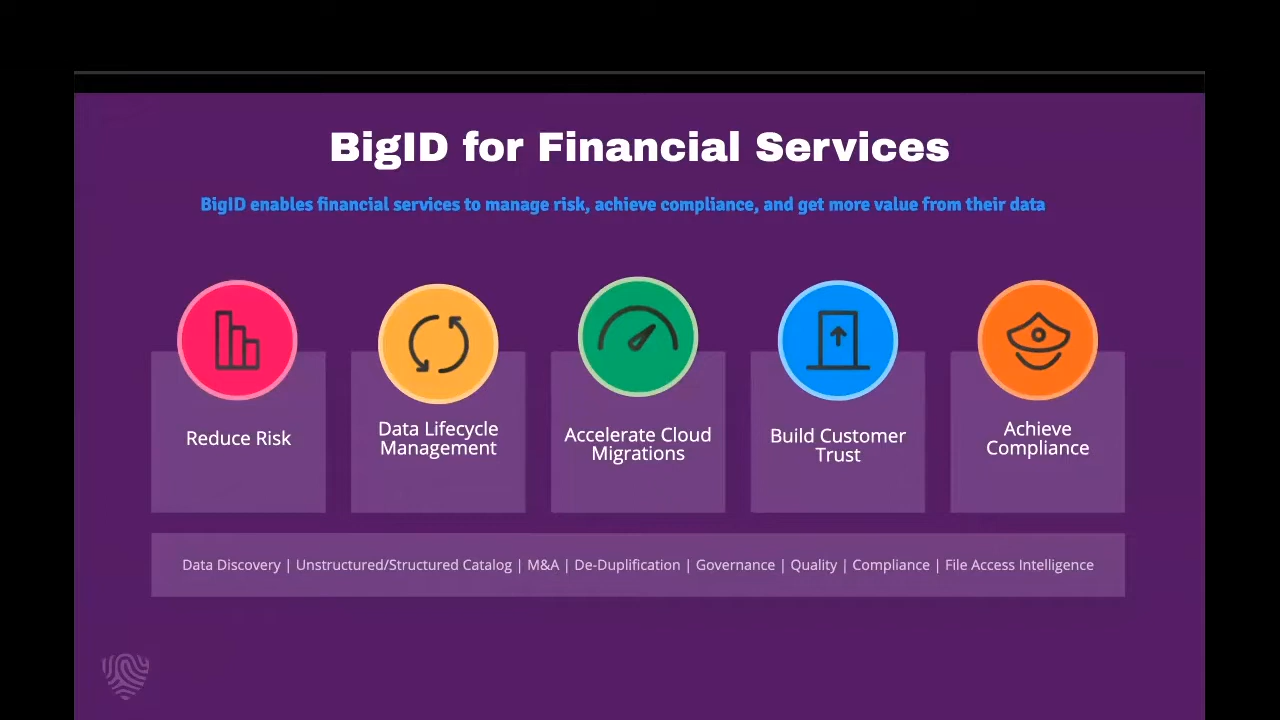 BigID for Financial Services
BigID enables financial services to manage risk, achieve compliance, and get more value from their data
Reduce Risk
Data Lifecycle
Management
Accelerate Cloud
Migrations
Build Customer
Trust
Achieve
Compliance
Data Discovery | Unstructured/Structured Catalog | M&A | De-Duplification | Governance | Quality | Compliance | File Access Intelligence